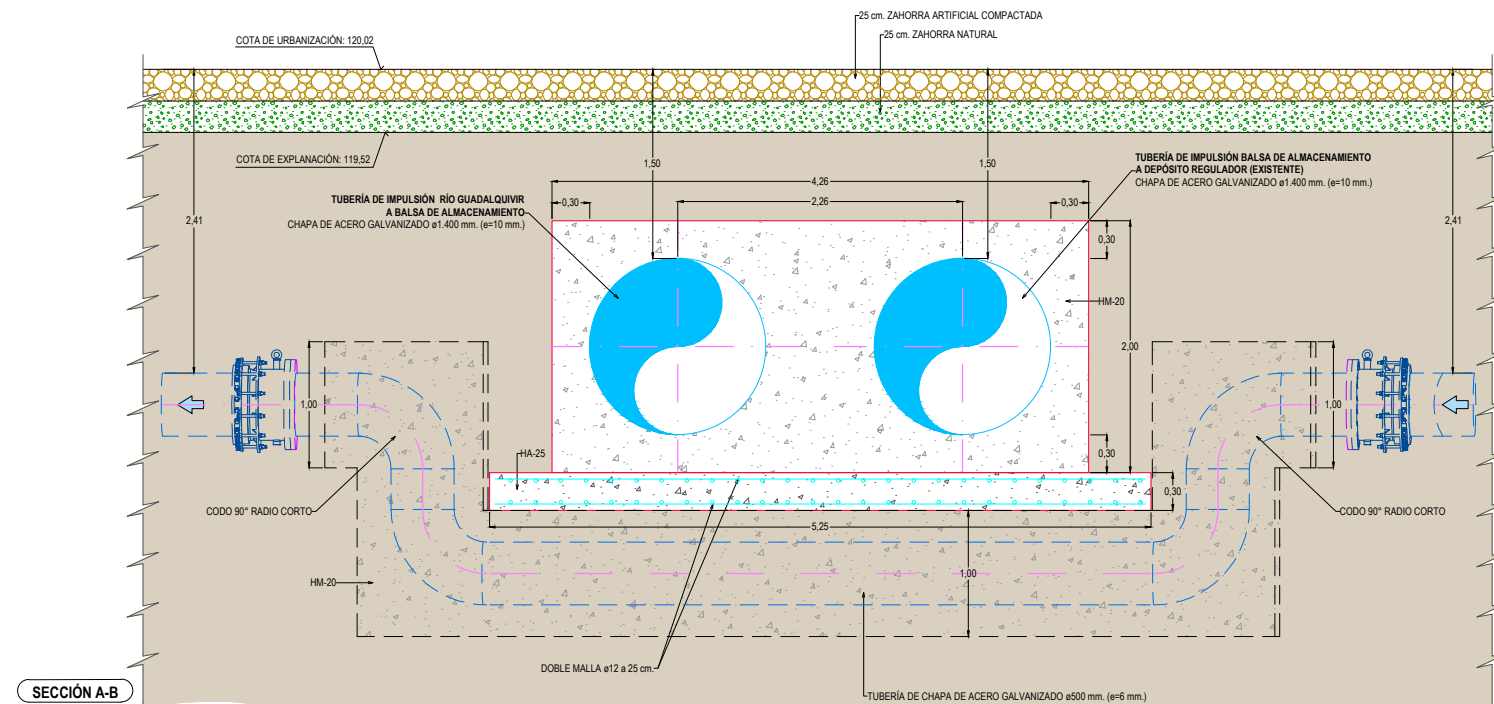 25 cm. ZAHORRA ARTIFICIAL COMPACTADA
25 cm. ZAHORRA NATURAL
COTA DE URBANIZACIÓN: 120,02
COTA DE EXPLANACIÓN: 119,52
2,41
1,50
1,50
2,41
TUBERÍA DE IMPULSIÓN BALSA DE ALMACENAMIENTO
A DEPÓSITO REGULADOR (EXISTENTE)
CHAPA DE ACERO GALVANIZADO ø1.400 mm. (e=10 mm.)
TUBERÍA DE IMPULSIÓN RÍO GUADALQUIVIR
A BALSA DE ALMACENAMIENTO
CHAPA DE ACERO GALVANIZADO ø1.400 mm. (e=10 mm.)
4,26
0,30
2,26
0,30
0,30
HM-20
2,00
1,00
1,00
0,30
HA-25
0,30
CODO 90° RADIO CORTO
CODO 90° RADIO CORTO
5,25
HM-20
1,00
DOBLE MALLA ø12 a 25 cm.
TUBERÍA DE CHAPA DE ACERO GALVANIZADO ø500 mm. (e=6 mm.)
SECCIÓN A-B